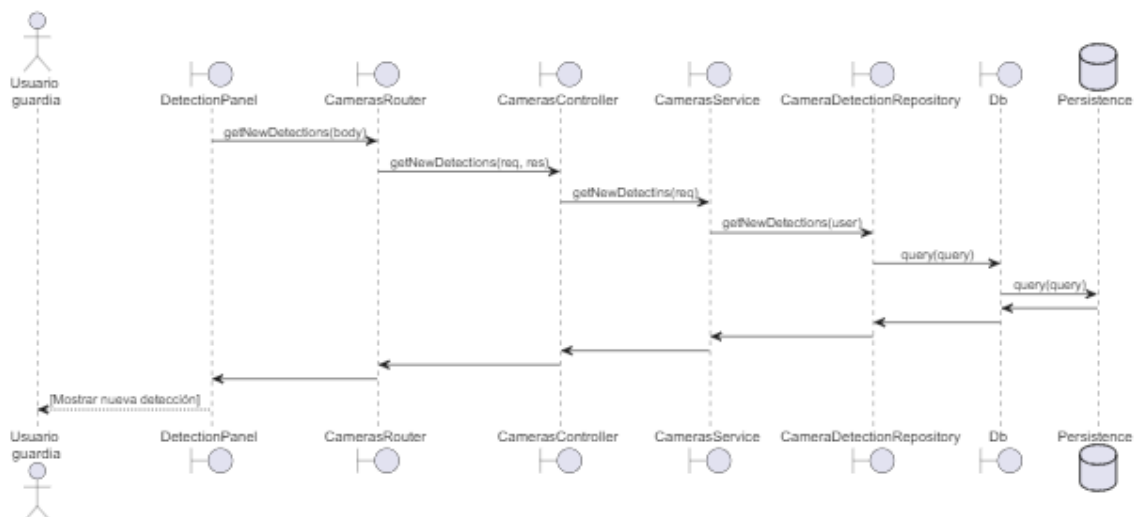 Usuario
guardia
DetectionPanel
CamerasRouter
CamerasController
CamerasService
CameraDetectionRepository
Db
Persistence
getNewDetections(body)
getNewDetections(req, res)
getNewDetectins(req)
getNewDetections(user)
query(query)
query(query)
[Mostrar nueva detección]
Usuario
guardia
DetectionPanel
CamerasRouter
CamerasController
CamerasService
CameraDetectionRepository
Db
Persistence